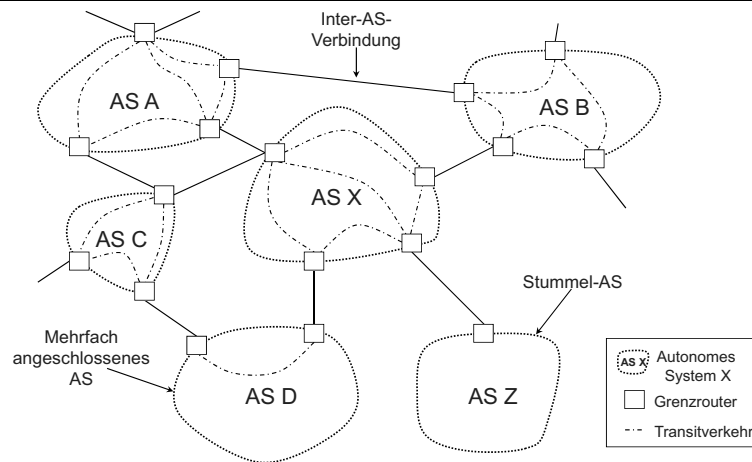 Inter-AS-
Verbindung
AS A
AS B
AS X
AS C
Stummel-AS
Mehrfach
angeschlossenes
AS
AS D
AS Z
AS X Autonomes
System X
Grenzrouter
Transitverkehr